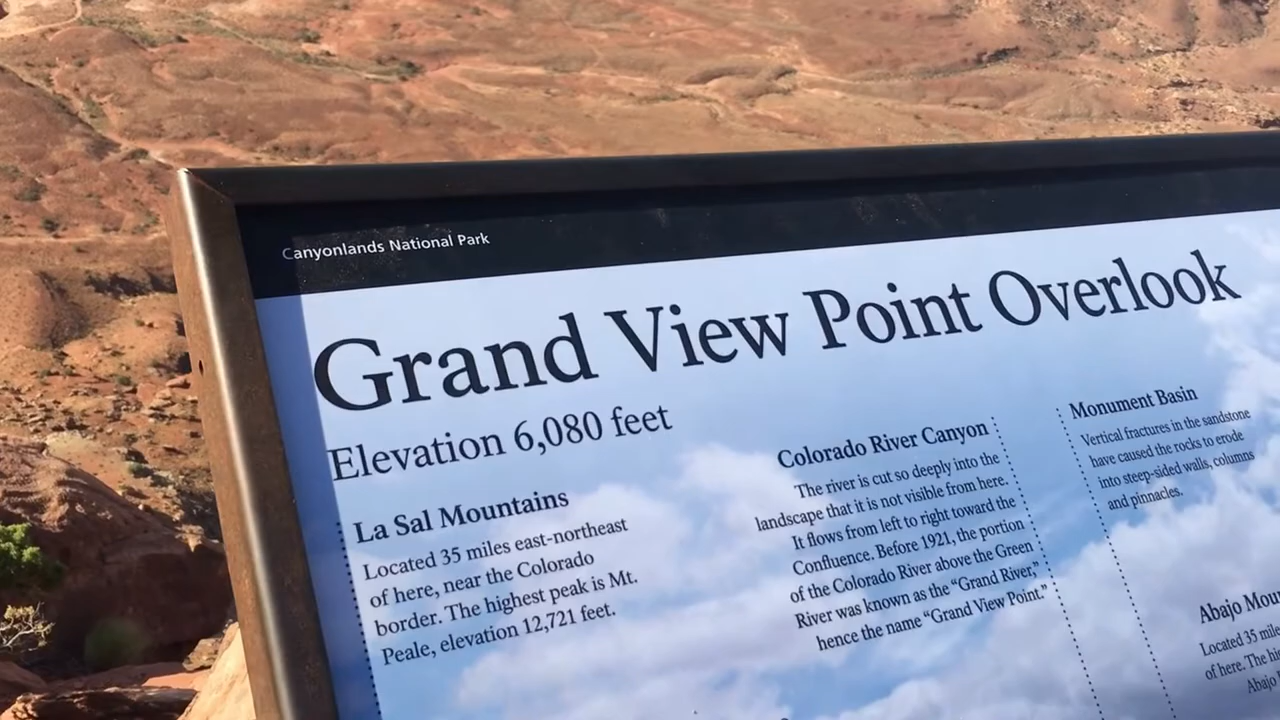 Canyonlands National Park
Grand View Point Overlook
Elevation 6,080 feet
La Sal Mountains
Located 35 miles east-northeast
of here, near the Colorado
border. The highest peak is Mt.
Peale, elevation 12,721 feet.
Colorado River Canyon
The river is cut so deeply into the
landscape that it is not visible from here.
It flows from left to right toward the
Confluence. Before 1921, the portion
of the Colorado River above the Green
River was known as the “Grand River,”
hence the name “Grand View Point.”
Monument Basin
Vertical fractures in the sandstone
have caused the rocks to erode
into steep-sided walls, columns
and pinnacles.
Abajo
Located 35
of here. The
Abajo